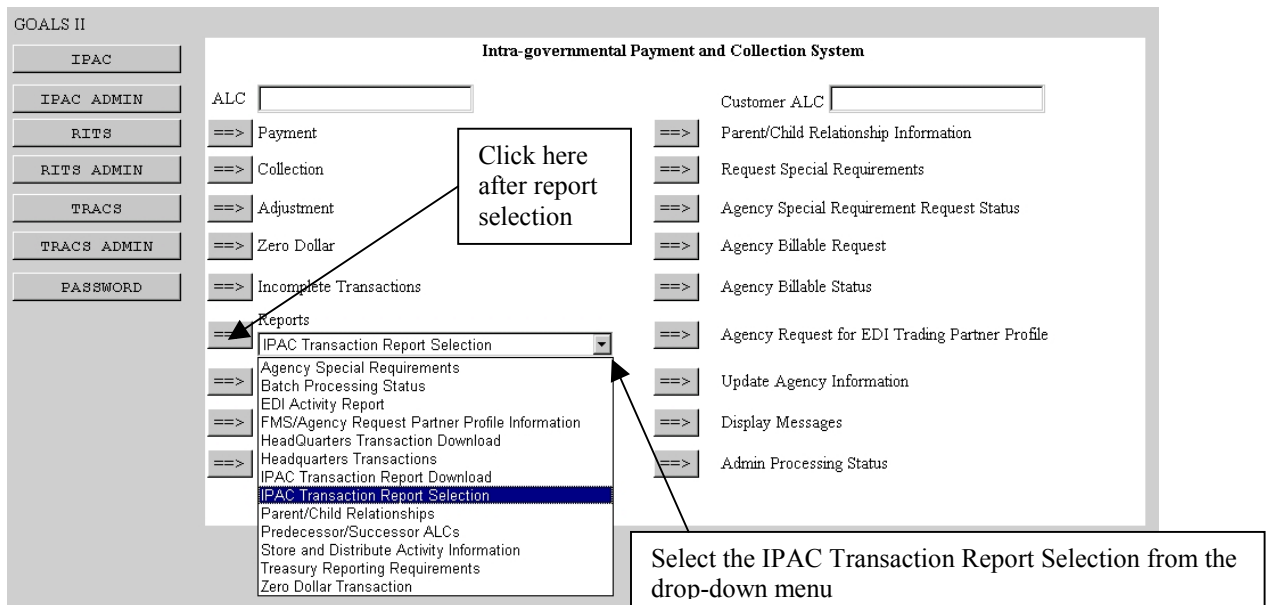 GOALS II
IPAC
IPAC ADMIN
RITS
RITS ADMIN
TRACS
TRACS ADMIN
PASSWORD
Intra-governmental Payment and Collection System
ALC
Customer ALC
==> Payment
==> Collection
==> Adjustment
==> Zero Dollar
==> Incomplete Transactions
Reports
==>
IPAC Transaction Report Selection
Agency Special Requirements
Batch Processing Status
EDI Activity Report
FMS/Agency Request Partner Profile Information
HeadQuarters Transaction Download
Headquarters Transactions
IPAC Transaction Report Download
IPAC Transaction Report Selection
Parent/Child Relationships
Predecessor/Successor ALCs
Store and Distribute Activity Information
Treasury Reporting Requirements
Zero Dollar Transaction
==>
==>
==>
==> Parent/Child Relationship Information
==> Request Special Requirements
==> Agency Special Requirement Request Status
==> Agency Billable Request
==> Agency Billable Status
==> Agency Request for EDI Trading Partner Profile
==> Update Agency Information
==> Display Messages
==> Admin Processing Status
Click here
after report
selection
Select the IPAC Transaction Report Selection from the
drop-down menu